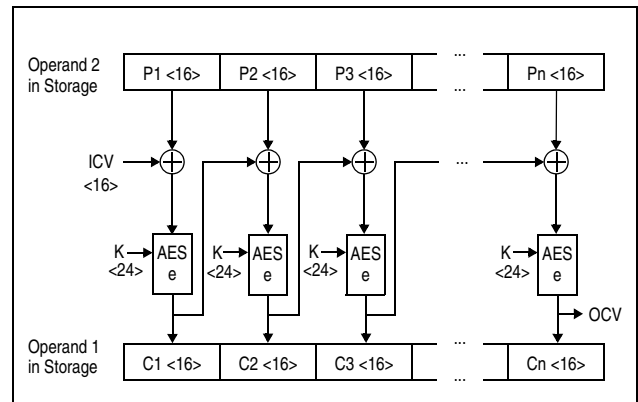 Operand 2
in Storage
P1 <16> P2 <16> P3 <16> ... ... Pn <16>
ICV
<16>
...
K
<24>
AES
e
K
<24>
AES
e
K
<24>
AES
e
K
<24>
AES
e
OCV
Operand 1
in Storage
C1 <16> C2 <16> C3 <16> ... ... Cn <16>